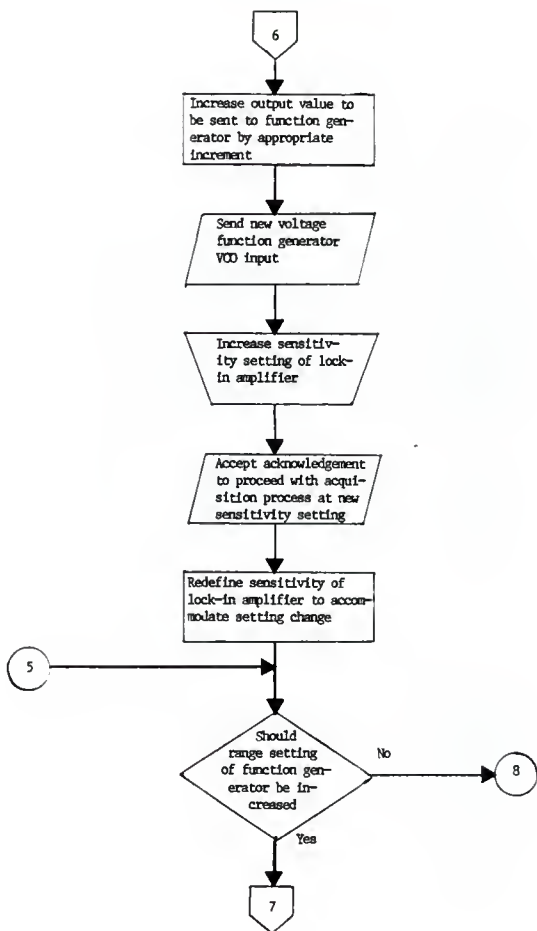 6
Increase output value to
be sent to function gen-
erator by appropriate
increment
Send new voltage
function generator
VCO input
Increase sensitiv-
ity setting of lock-
in amplifier
Accept acknowledgement
to proceed with acqui-
sition process at new
sensitivity setting
Redefine sensitivity of
lock-in amplifier to accom-
modate setting change
5
Should
range setting
of function gen-
erator be in-
creased
No
8
Yes
7